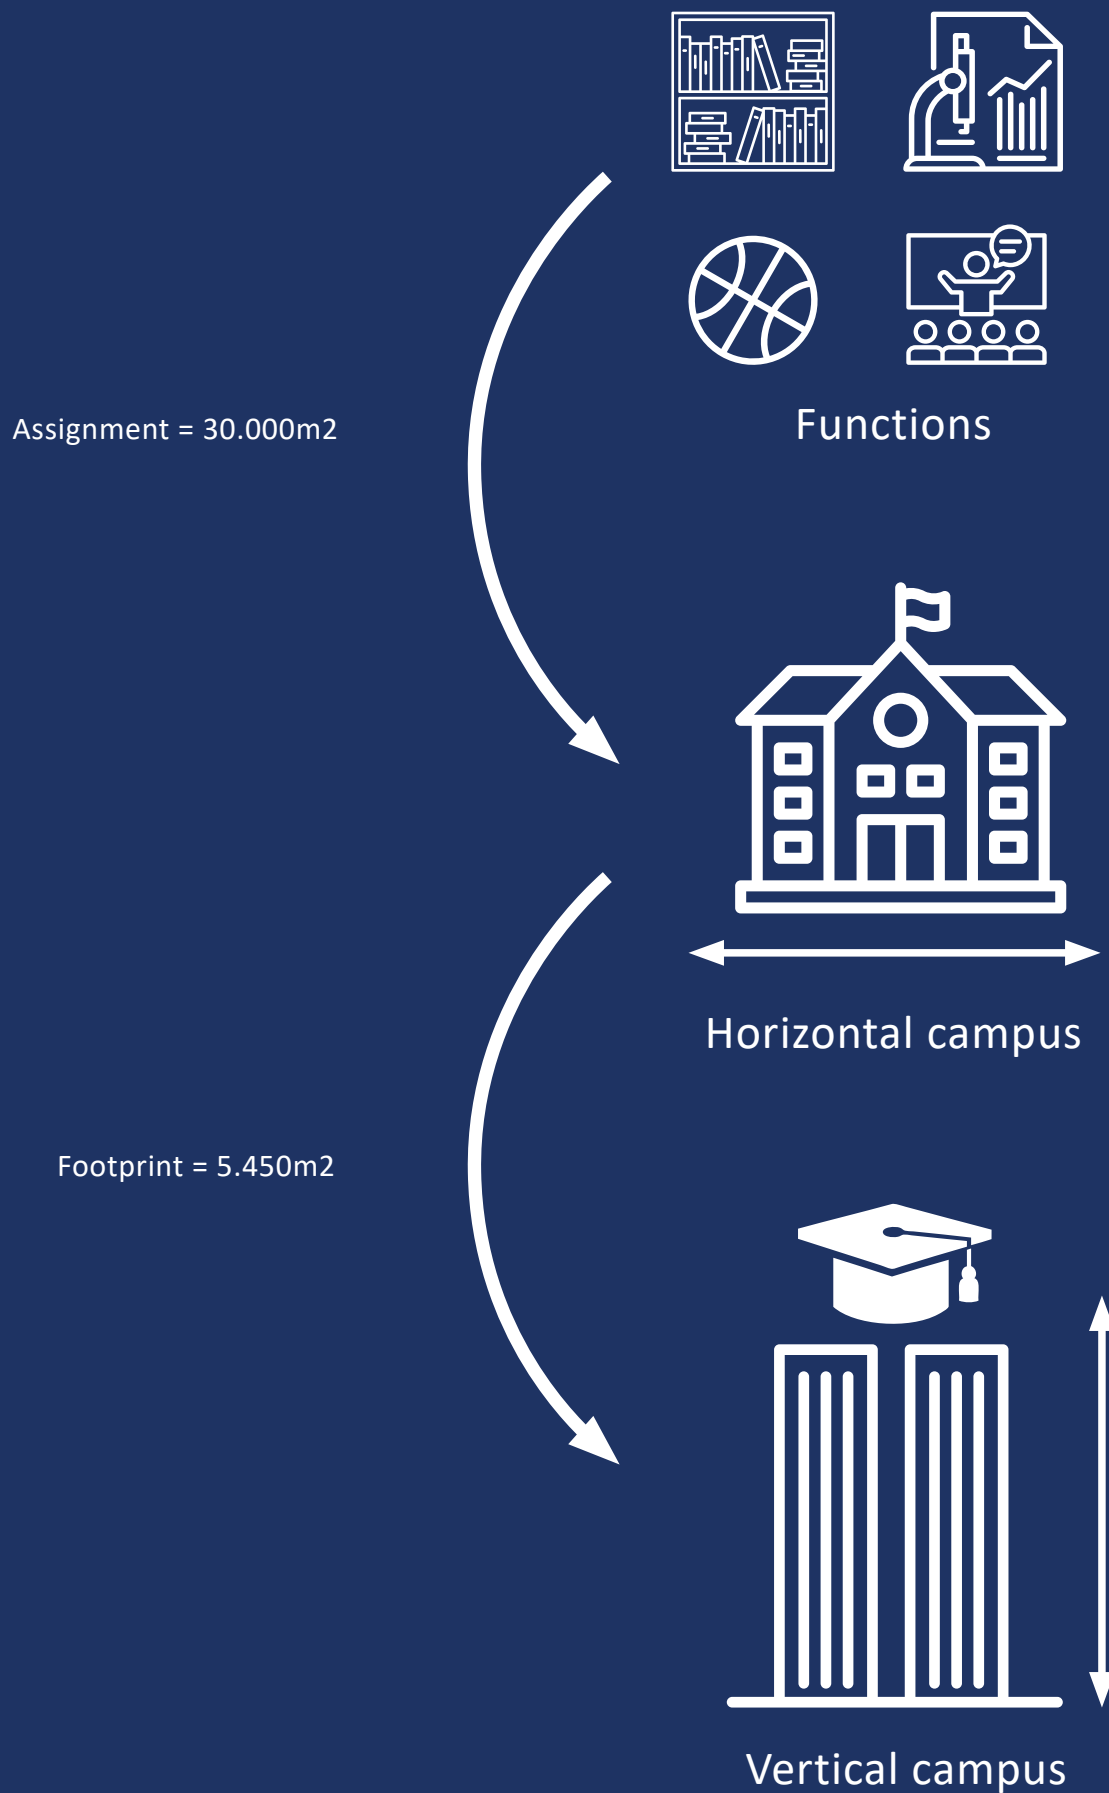 Assignment = 30.000m2
Functions
Horizontal campus
Footprint = 5.450m2
Vertical campus